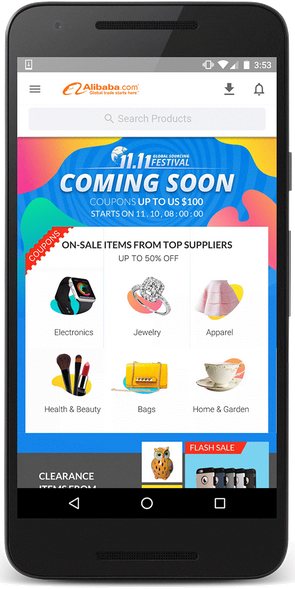 3:53
Alibaba.com
Global trade starts here
Search Products
11.11 GLOBAL SOURCING
FESTIVAL
COMING SOON
COUPONS UP TO US $100
STARTS ON 11 . 10 , 08 : 00 : 00
COUPONS
ON-SALE ITEMS FROM TOP SUPPLIERS
UP TO 50% OFF
Electronics
Jewelry
Apparel
Health & Beauty
Bags
Home & Garden
CLEARANCE
ITEMS FROM
FLASH SALE